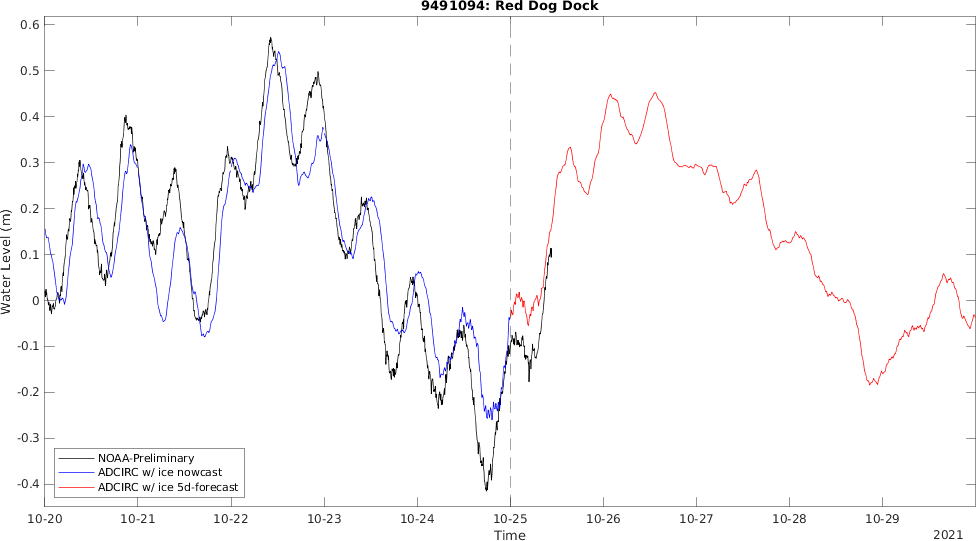 9491094: Red Dog Dock
0.6
0.5
0.4
0.3
0.2
0.1
0
-0.1
-0.2
-0.3
-0.4
Water Level (m)
NOAA-Preliminary
ADCIRC w/ ice nowcast
ADCIRC w/ ice 5d-forecast
10-20 10-21 10-22 10-23 10-24 10-25 10-26 10-27 10-28 10-29
Time
2021